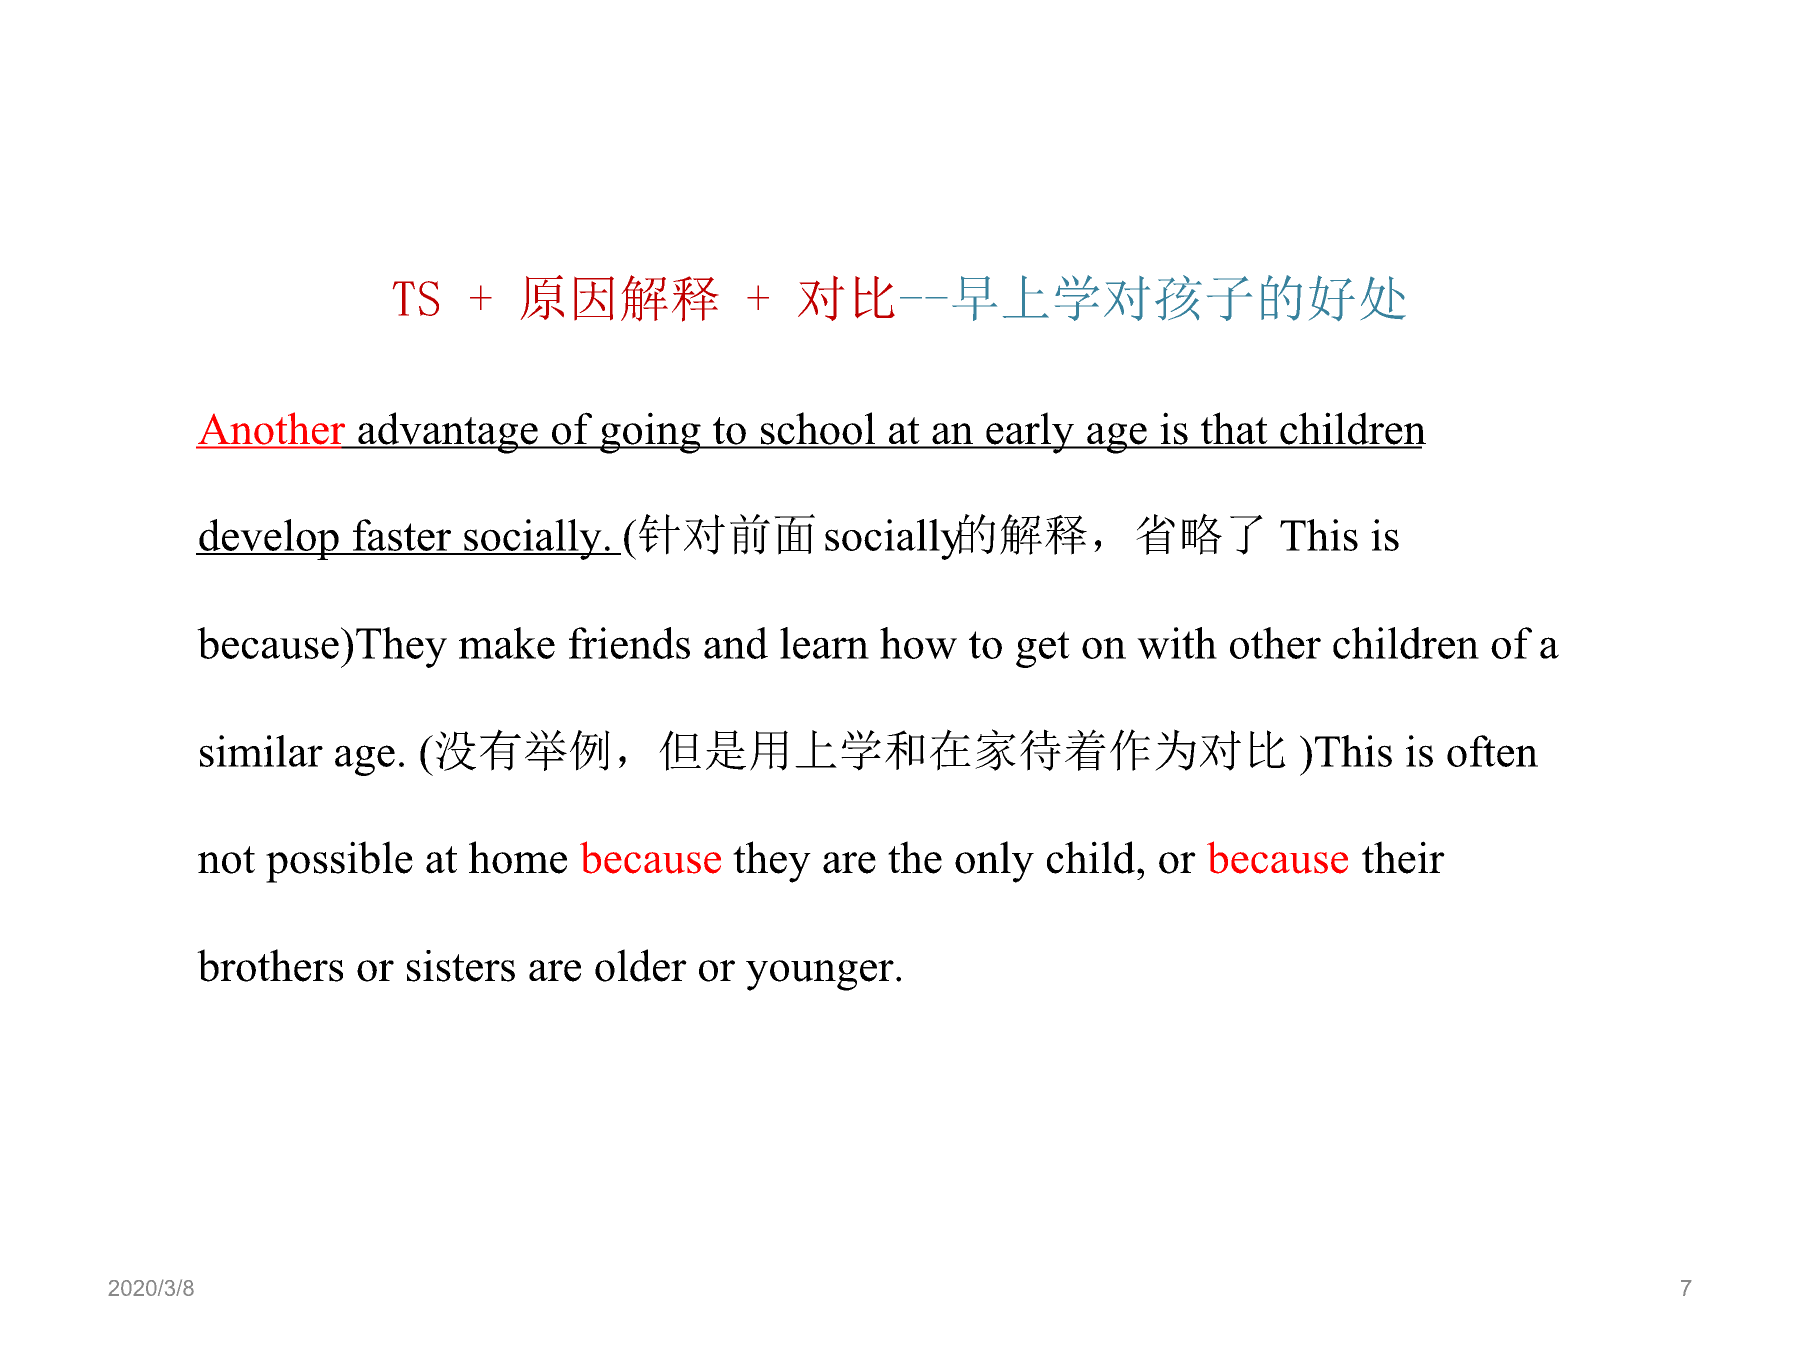 TS + 原因解释 + 对比--早上学对孩子的好处
Another advantage of going to school at an early age is that children
develop faster socially. (针对前面socially的解释，省略了 This is
because)They make friends and learn how to get on with other children of a
similar age. (没有举例，但是用上学和在家待着作为对比 )This is often
not possible at home because they are the only child, or because their
brothers or sisters are older or younger.
2020/3/8
7